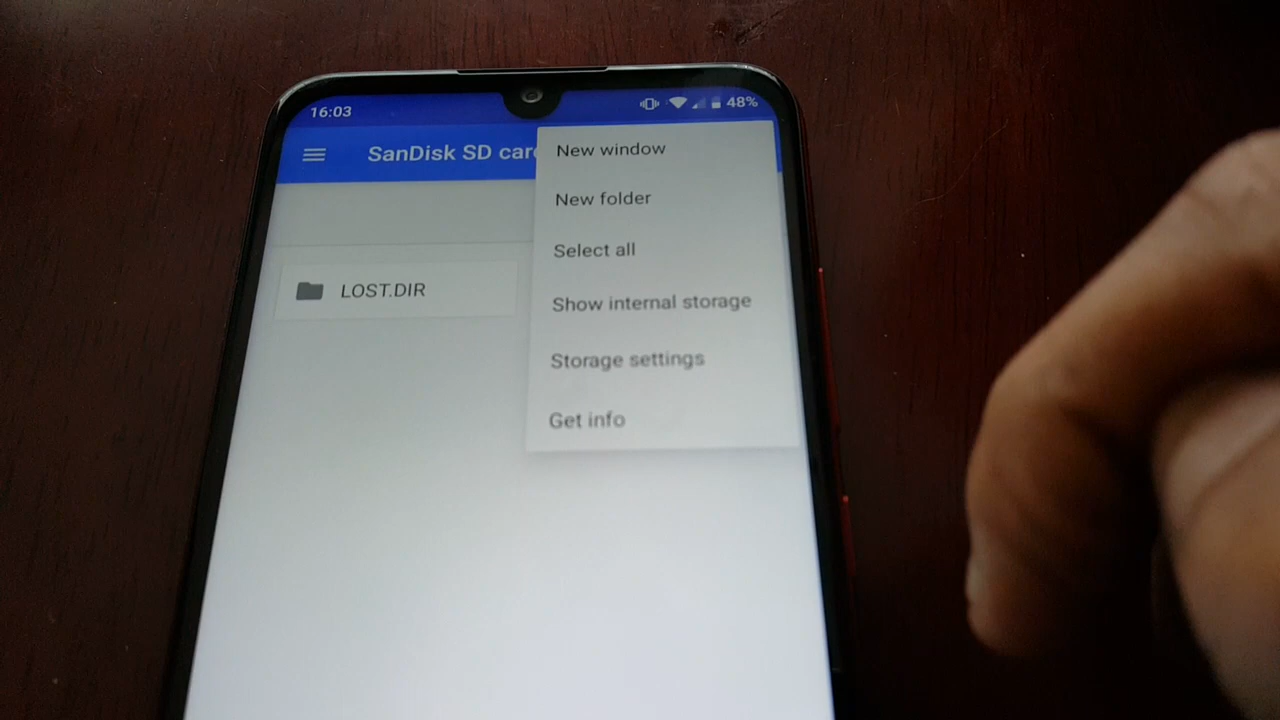 16:03
48%
SanDisk SD card
New window
New folder
Select all
LOST.DIR
Show internal storage
Storage settings
Get info